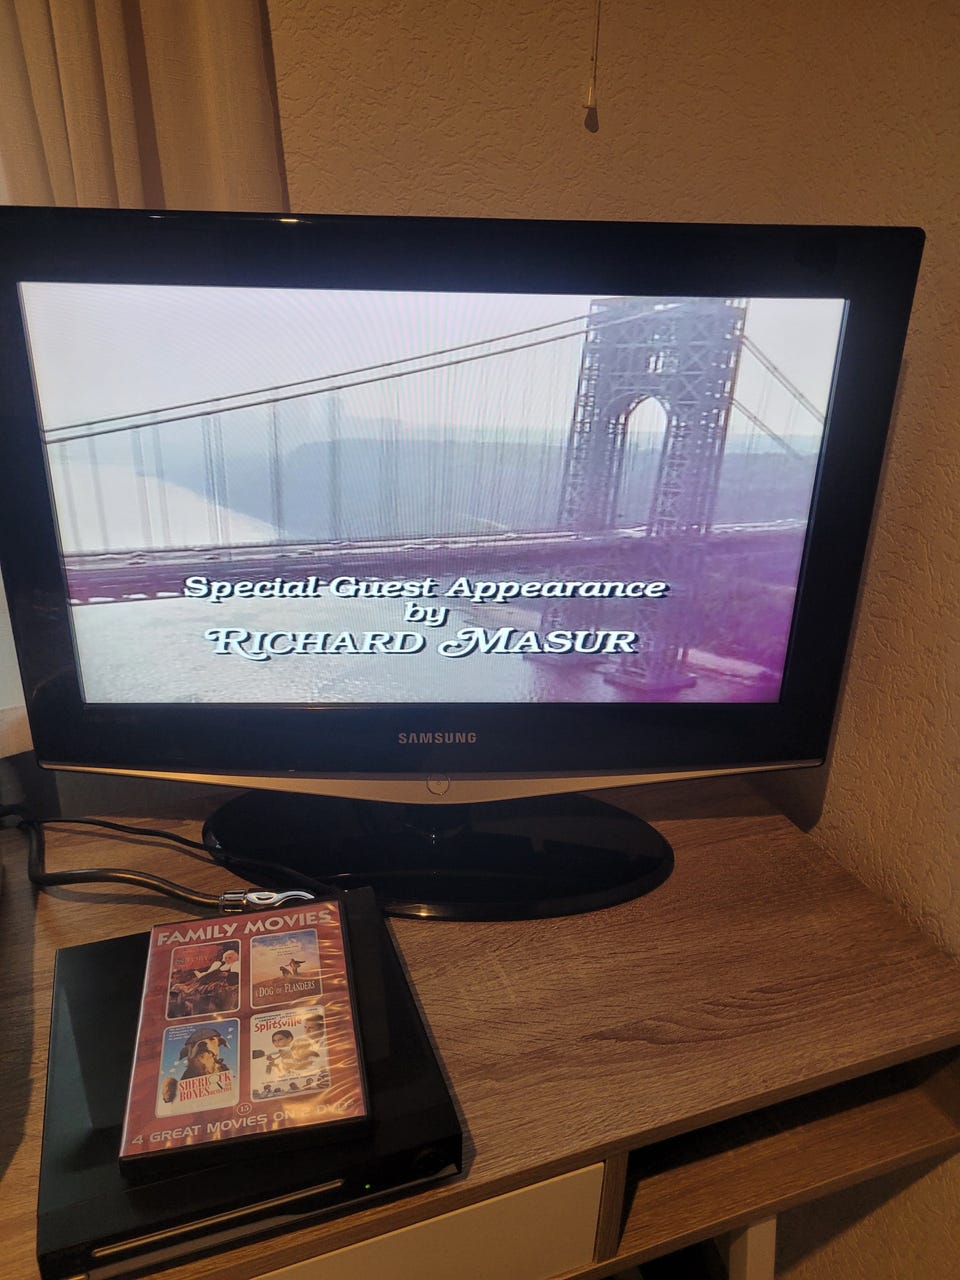 Special Guest Appearance
by
RICHARD MASUR
SAMSUNG
FAMILY MOVIES
A DOG OF FLANDERS
SHERLOCK
BONES
Splitsville
15
4 GREAT MOVIES ON 2 DVD'S